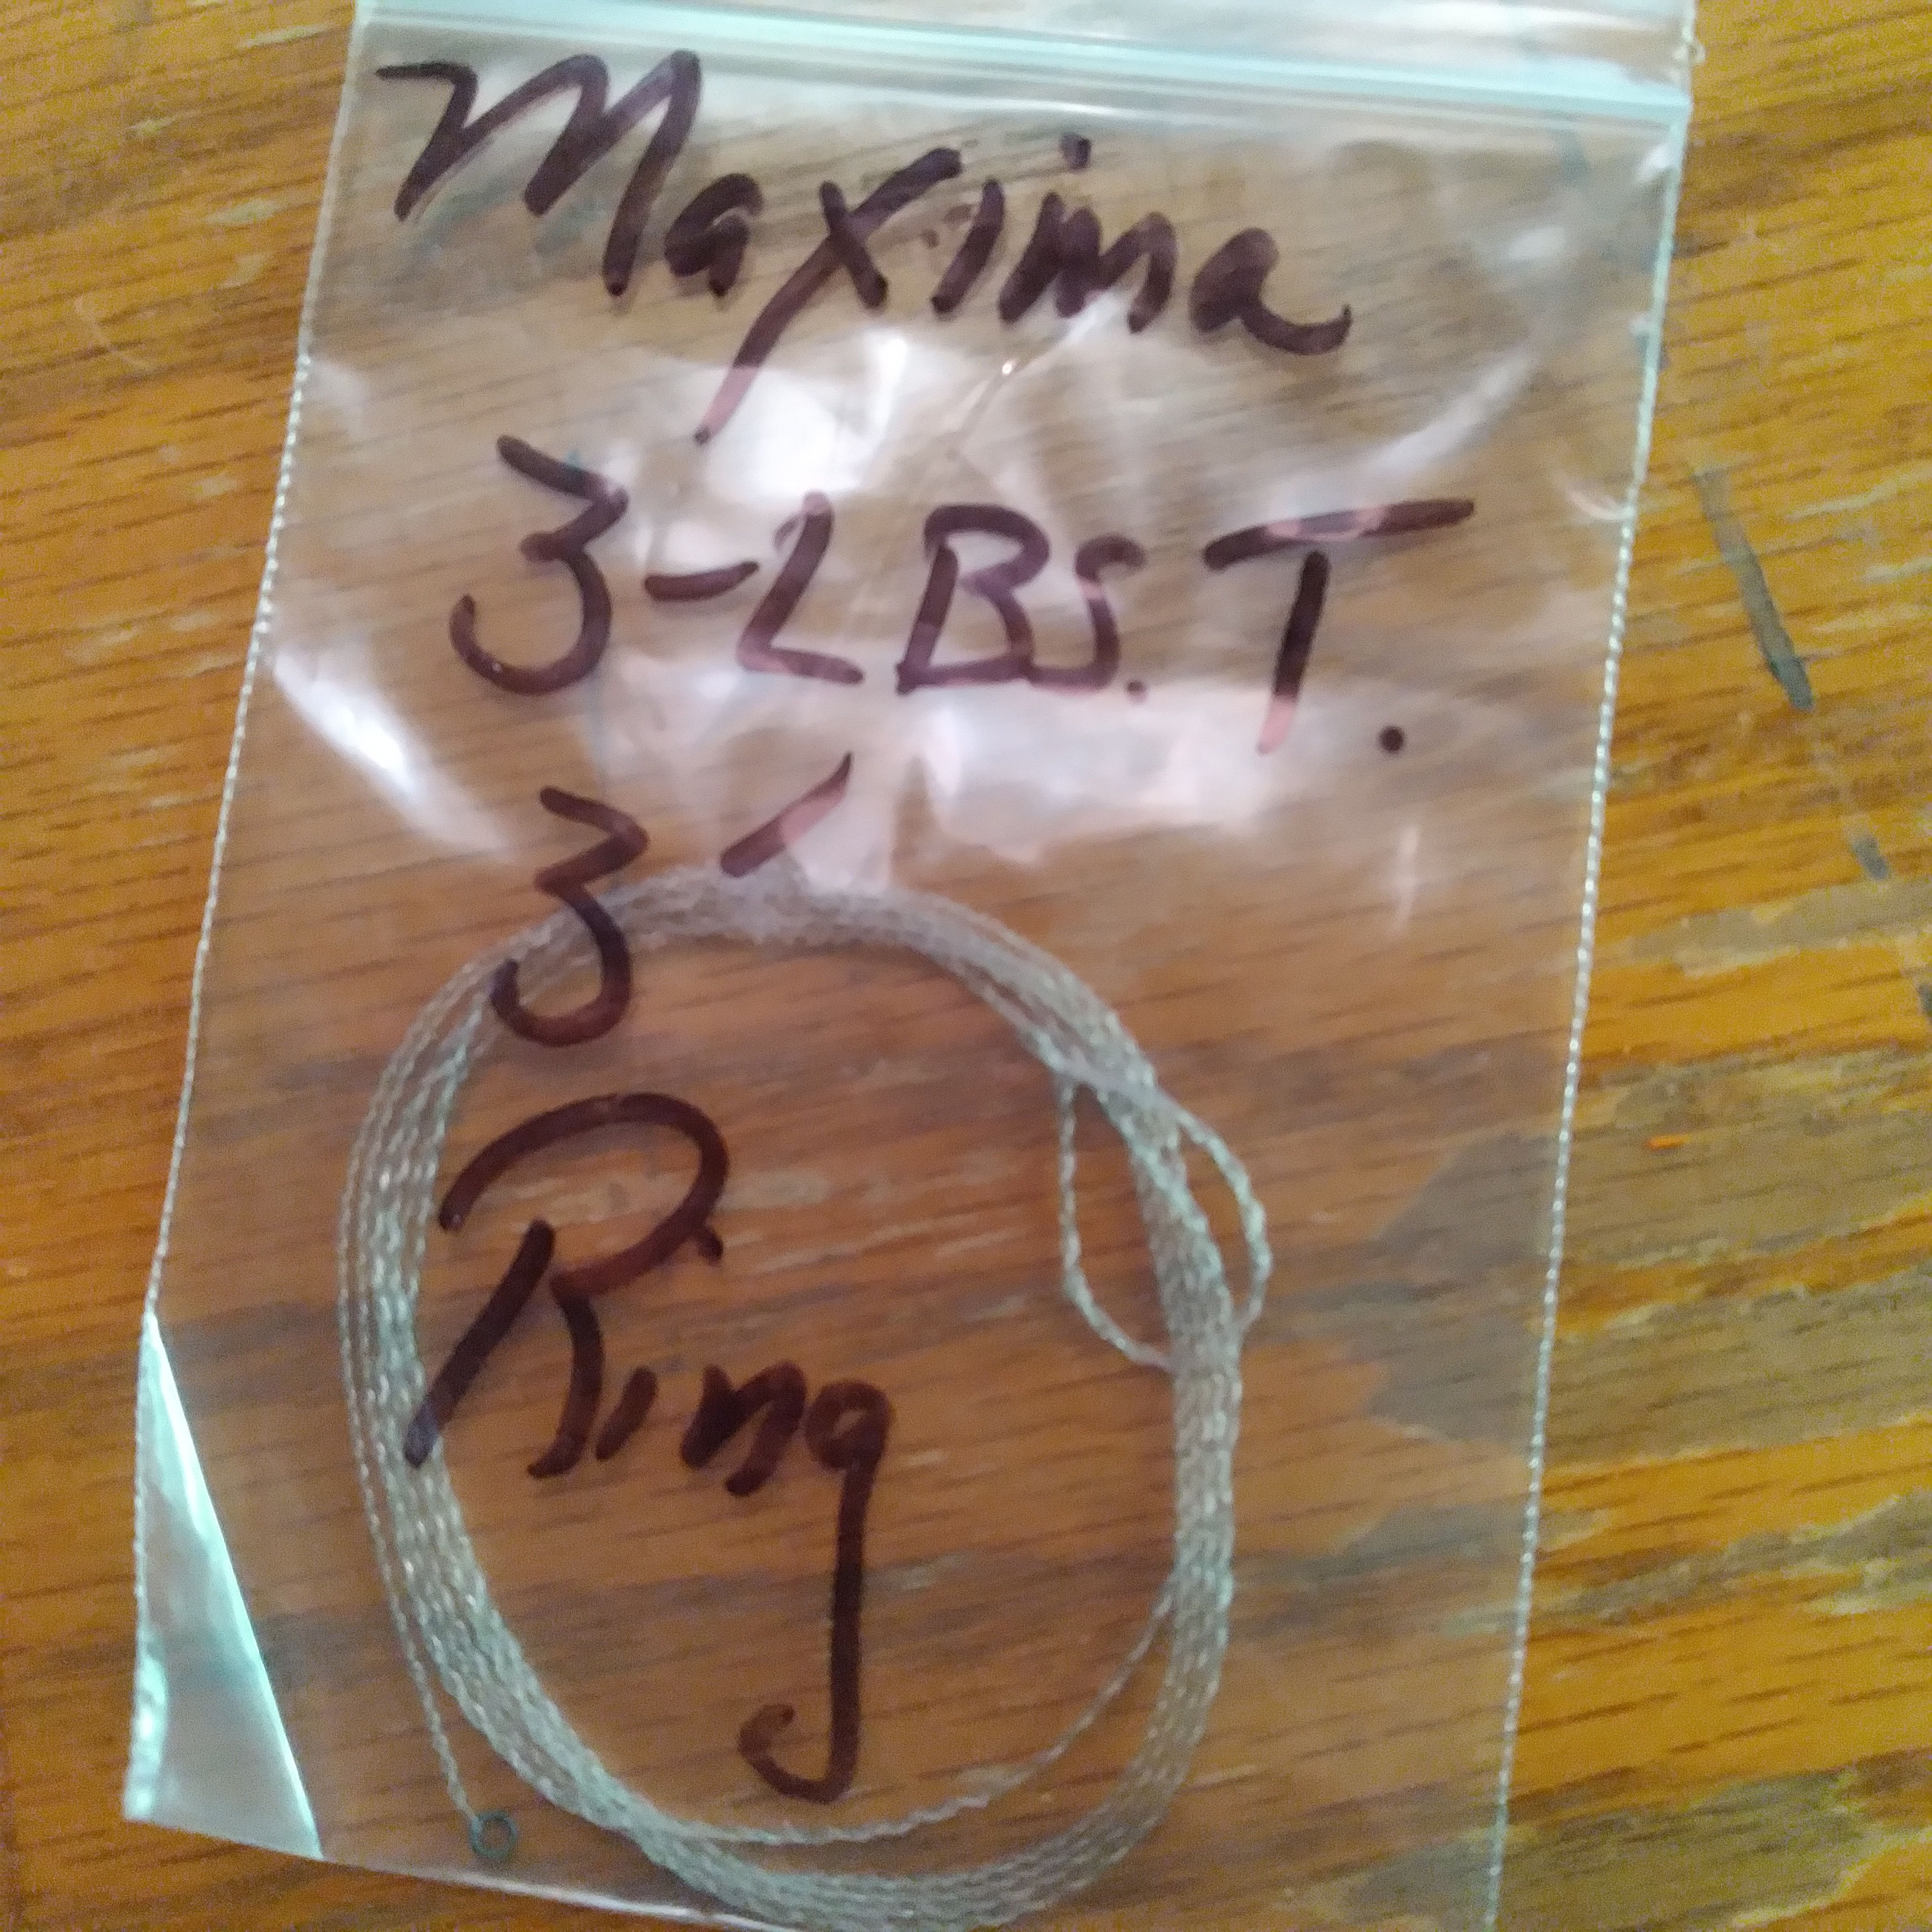 Maxima
3-LBS.T.
3'
Ring